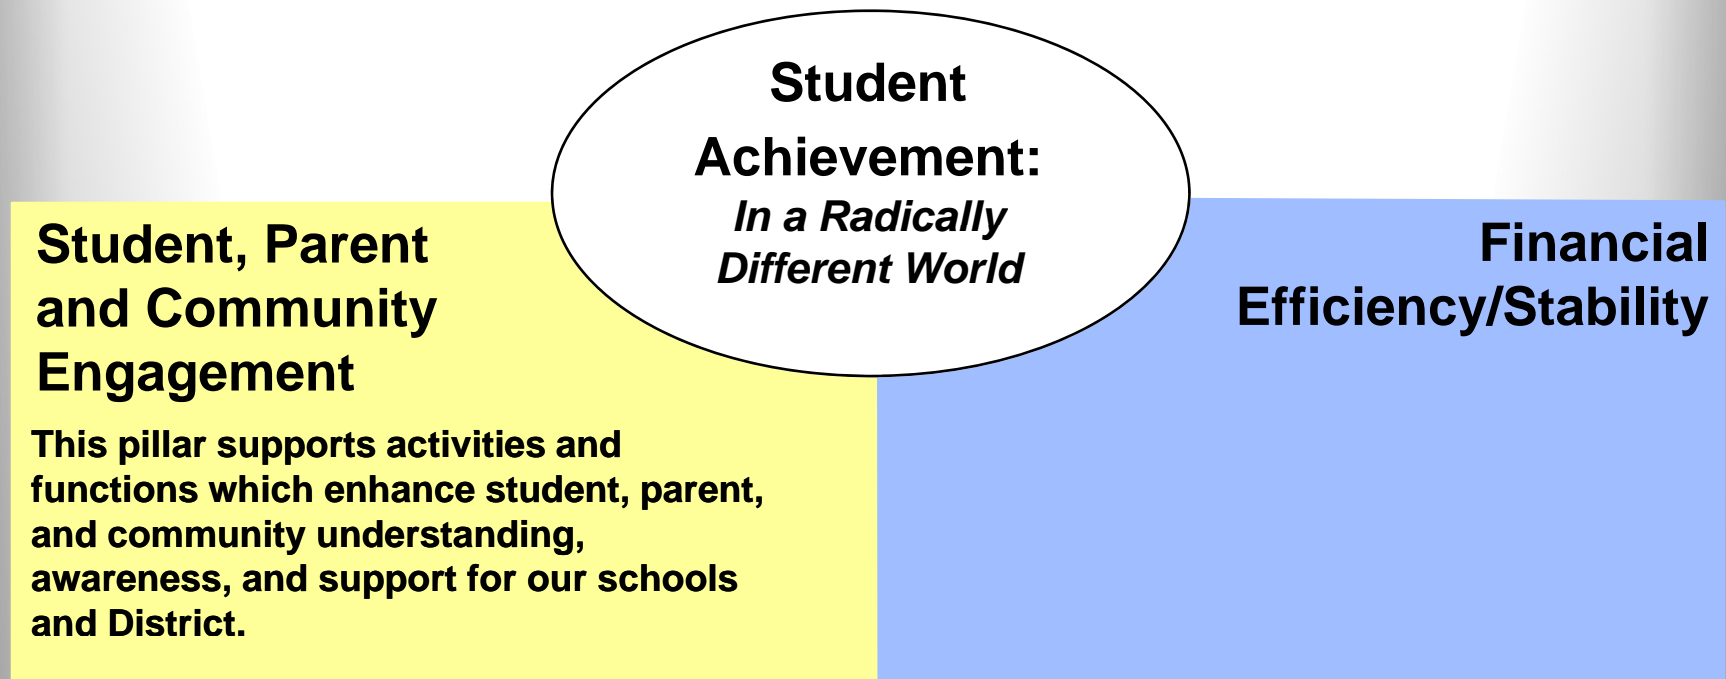 Student
Achievement:
In a Radically
Different World
Student, Parent
and Community
Engagement
This pillar supports activities and
functions which enhance student, parent,
and community understanding,
awareness, and support for our schools
and District.
Financial
Efficiency/Stability